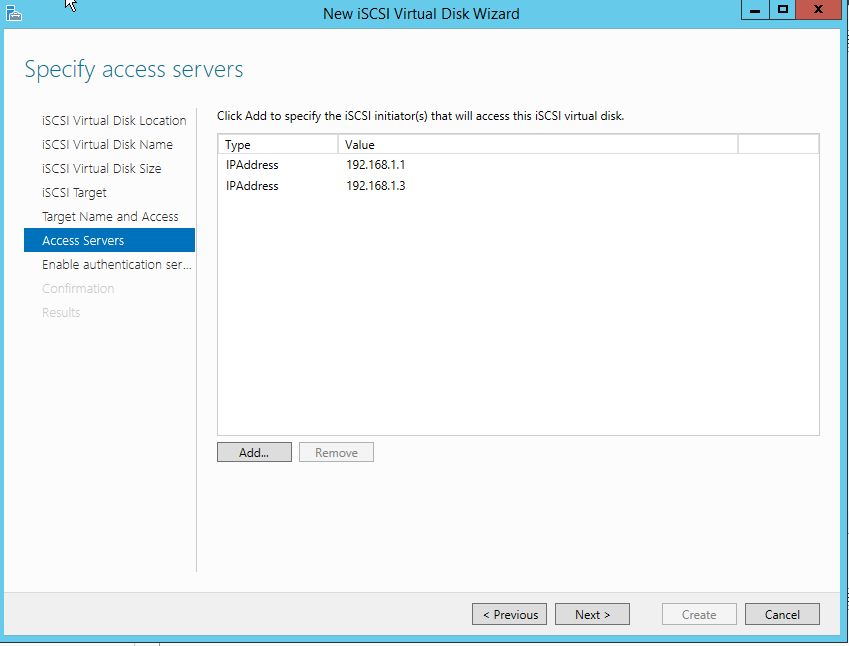 New iSCSI Virtual Disk Wizard
Specify access servers
iSCSI Virtual Disk Location
iSCSI Virtual Disk Name
iSCSI Virtual Disk Size
iSCSI Target
Target Name and Access
Access Servers
Enable authentication ser...
Confirmation
Results
Click Add to specify the iSCSI initiator(s) that will access this iSCSI virtual disk.
Type Value
IPAddress 192.168.1.1
IPAddress 192.168.1.3
Add... Remove
< Previous Next > Create Cancel